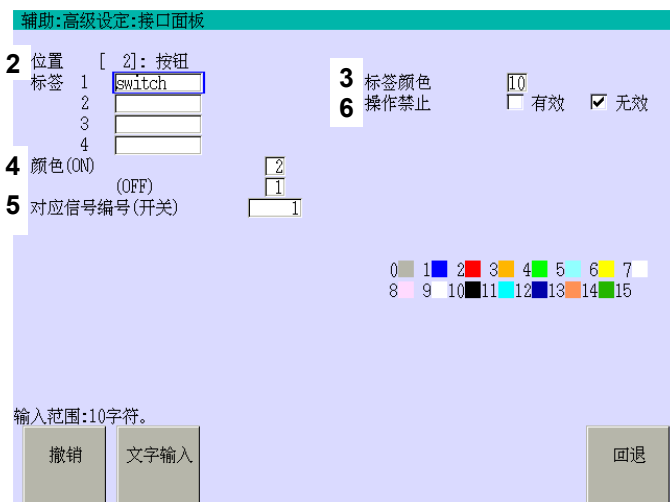 辅助:高级设定:接口面板
2 位置 [ 2]: 按钮
标签 1 switch
2
3
4
3 标签颜色 10
6 操作禁止 有效 无效
4 颜色(ON) 2
(OFF) 1
5 对应信号编号(开关) 1
0 1 2 3 4 5 6 7
8 9 10 11 12 13 14 15
输入范围:10字符。
撤销 文字输入 回退